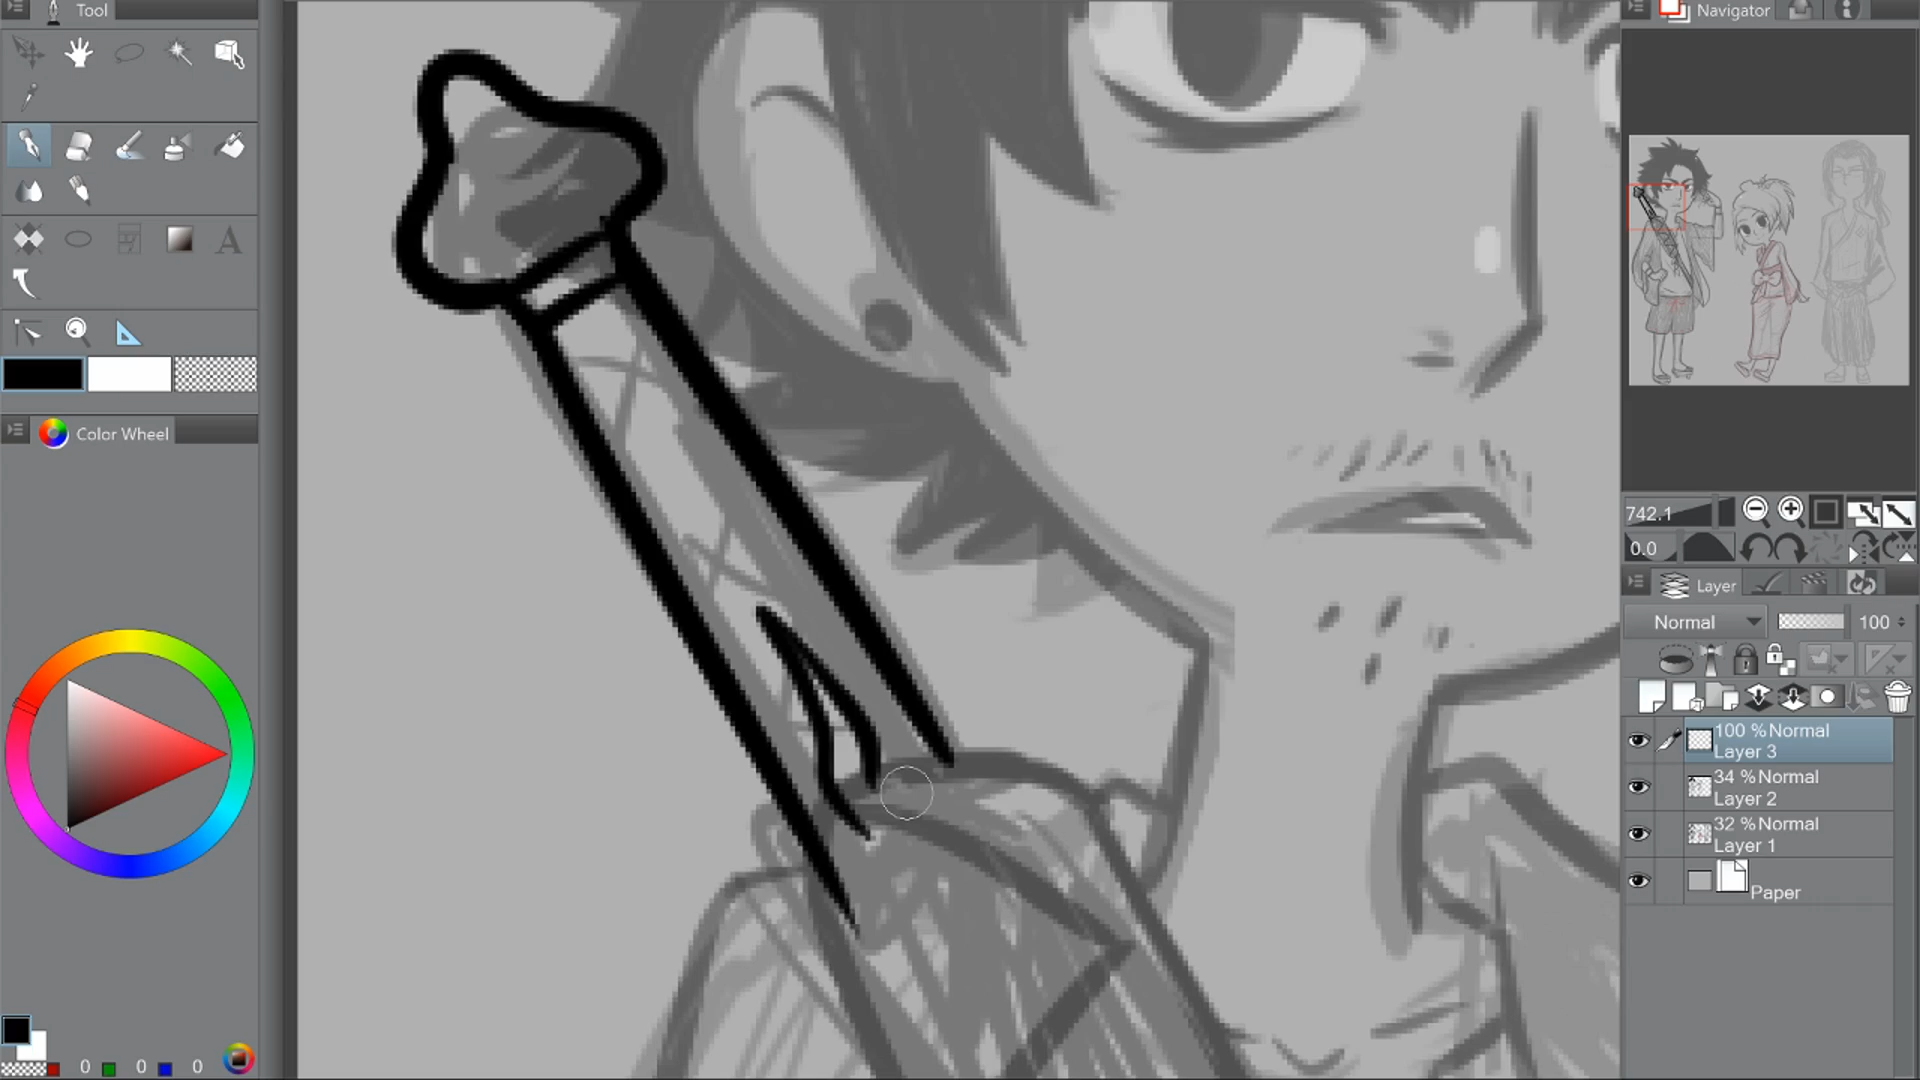 Tool
Navigator
Color Wheel
742.1
0.0
Layer
Normal
100
100 %Normal
Layer 3
34 %Normal
Layer 2
32 %Normal
Layer 1
Paper
0
0
0